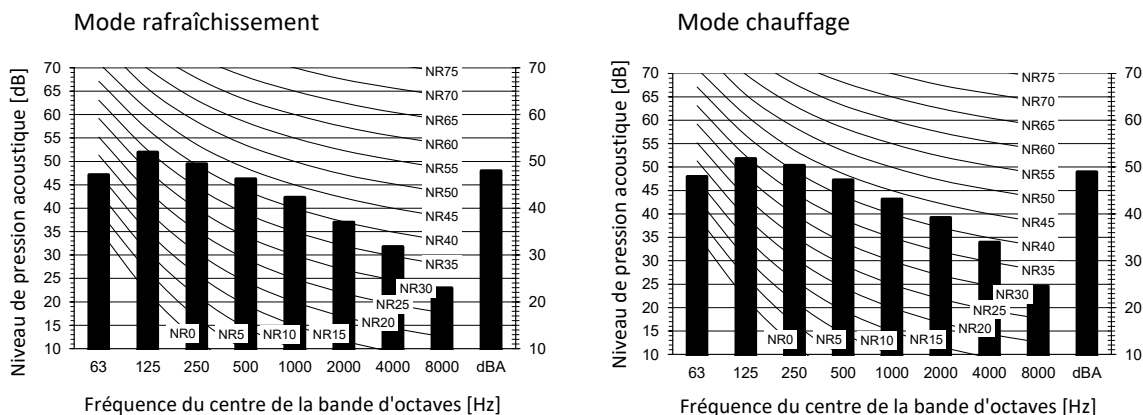 Mode rafraîchissement
Niveau de pression acoustique [dB]
70
65
60
55
50
45
40
35
30
25
20
15
10
NR75
NR70
NR65
NR60
NR55
NR50
NR45
NR40
NR35
NR30
NR25
NR20
NR0 NR5 NR10 NR15
70
60
50
40
30
20
10
63 125 250 500 1000 2000 4000 8000 dBA
Fréquence du centre de la bande d'octaves [Hz]
Mode chauffage
Niveau de pression acoustique [dB]
70
65
60
55
50
45
40
35
30
25
20
15
10
NR75
NR70
NR65
NR60
NR55
NR50
NR45
NR40
NR35
NR30
NR25
NR20
NR0 NR5 NR10 NR15
70
60
50
40
30
20
10
63 125 250 500 1000 2000 4000 8000 dBA
Fréquence du centre de la bande d'octaves [Hz]